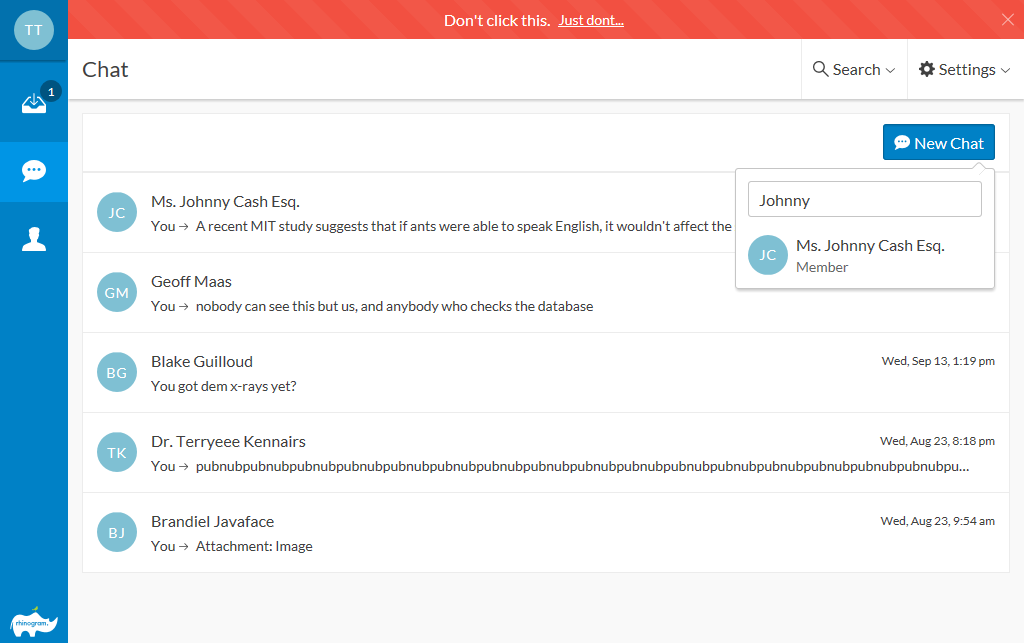 TT
Don't click this. Just dont...
1
Chat
Search
Settings
New Chat
Johnny
JC
Ms. Johnny Cash Esq.
Member
JC
Ms. Johnny Cash Esq.
You → A recent MIT study suggests that if ants were able to speak English, it wouldn't affect the
GM
Geoff Maas
You → nobody can see this but us, and anybody who checks the database
BG
Blake Guilloud
Wed, Sep 13, 1:19 pm
You got dem x-rays yet?
TK
Dr. Terryeee Kennairs
Wed, Aug 23, 8:18 pm
You → pubnubpubnubpubnubpubnubpubnubpubnubpubnubpubnubpubnubpubnubpubnubpubnubpubnubpubnubpubnubpubnubpu...
BJ
Brandiel Javaface
Wed, Aug 23, 9:54 am
You → Attachment: Image
rhinogram